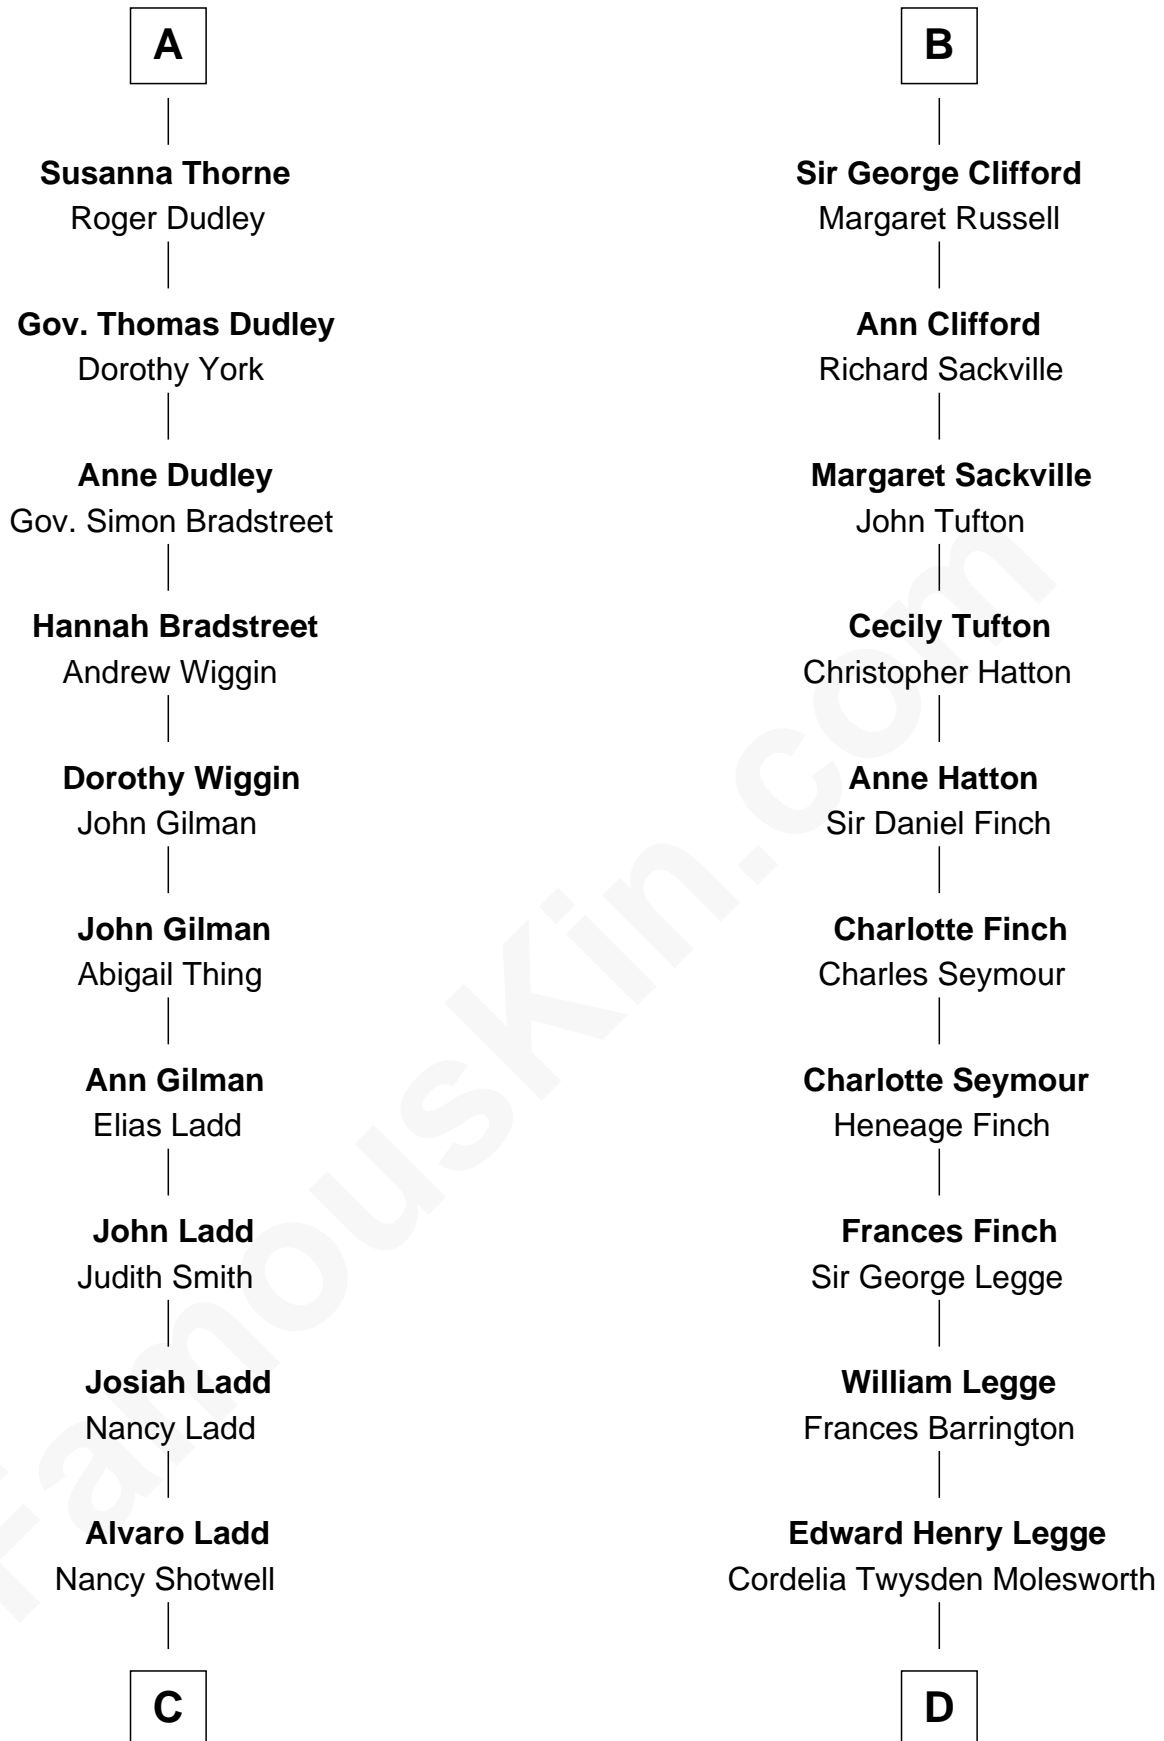 A
Susanna Thorne
Roger Dudley
Gov. Thomas Dudley
Dorothy York
Anne Dudley
Gov. Simon Bradstreet
Hannah Bradstreet
Andrew Wiggin
Dorothy Wiggin
John Gilman
John Gilman
Abigail Thing
Ann Gilman
Elias Ladd
John Ladd
Judith Smith
Josiah Ladd
Nancy Ladd
Alvaro Ladd
Nancy Shotwell
C
B
Sir George Clifford
Margaret Russell
Ann Clifford
Richard Sackville
Margaret Sackville
John Tufton
Cecily Tufton
Christopher Hatton
Anne Hatton
Sir Daniel Finch
Charlotte Finch
Charles Seymour
Charlotte Seymour
Heneage Finch
Frances Finch
Sir George Legge
William Legge
Frances Barrington
Edward Henry Legge
Cordelia Twysden Molesworth
D
FamousKin.com